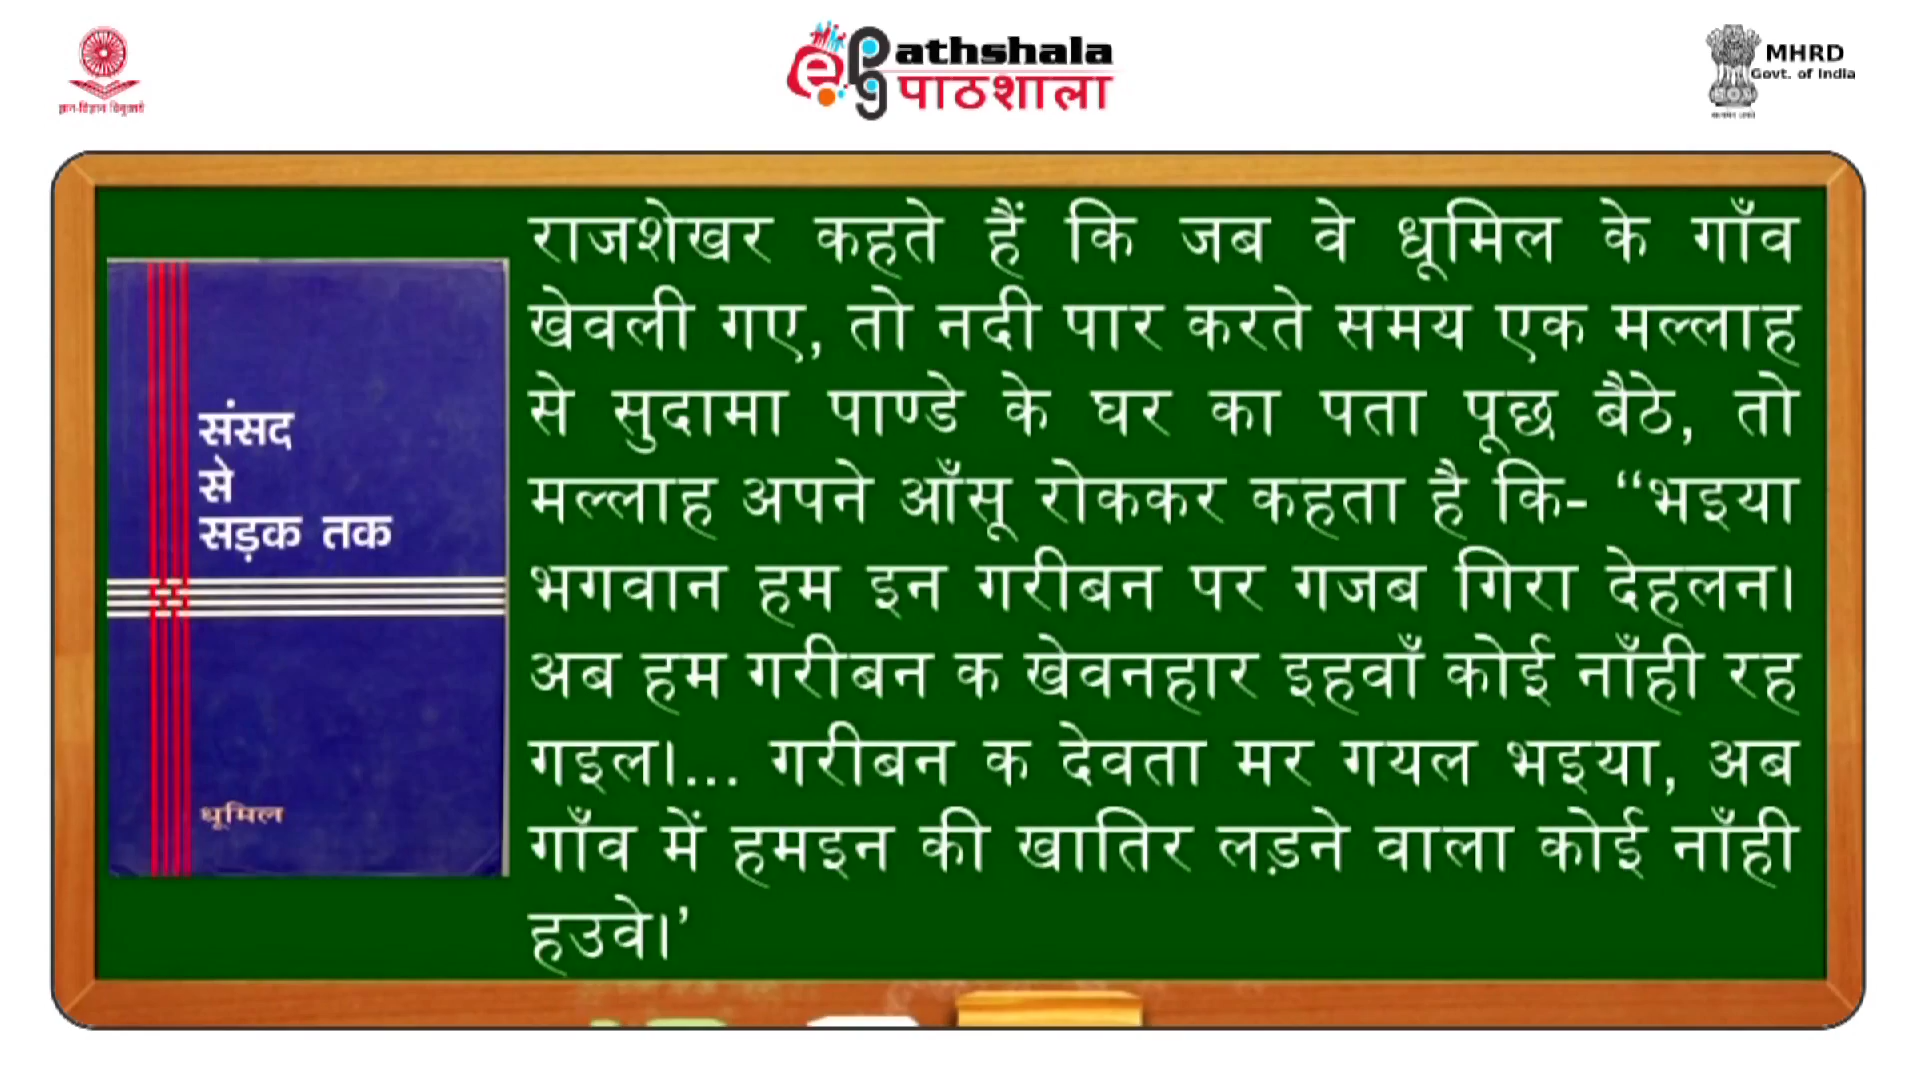 ज्ञान-विज्ञान विमुक्तये
e pg athshala
पाठशाला
MHRD
Govt. of India
संसद
से
सड़क तक
धूमिल
राजशेखर कहते हैं कि जब वे धूमिल के गाँव
खेवली गए, तो नदी पार करते समय एक मल्लाह
से सुदामा पाण्डे के घर का पता पूछ बैठे, तो
मल्लाह अपने आँसू रोककर कहता है कि- “भइया
भगवान हम इन गरीबन पर गजब गिरा देहलन।
अब हम गरीबन क खेवनहार इहवाँ कोई नाँही रह
गइल।... गरीबन क देवता मर गयल भइया, अब
गाँव में हमइन की खातिर लड़ने वाला कोई नाँही
हउवे।’